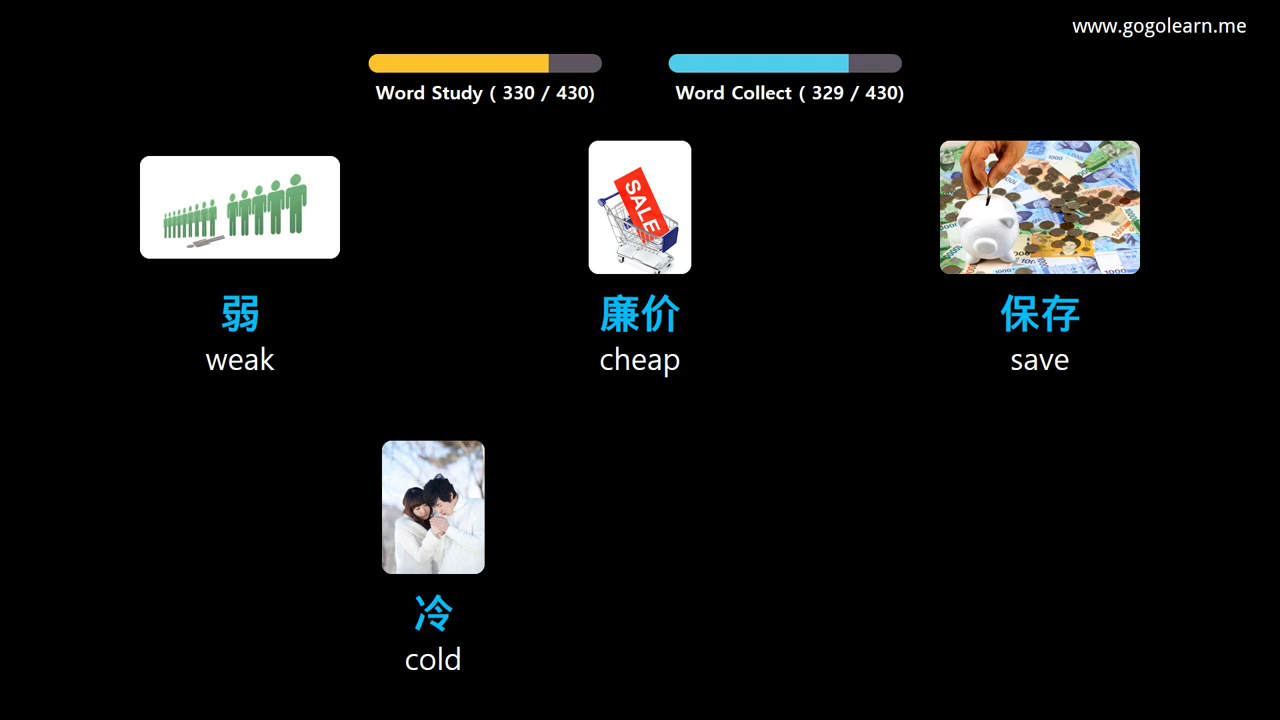 www.gogolearn.me
Word Study ( 330 / 430)
Word Collect ( 329 / 430)
SALE
弱
weak
廉价
cheap
保存
save
冷
cold